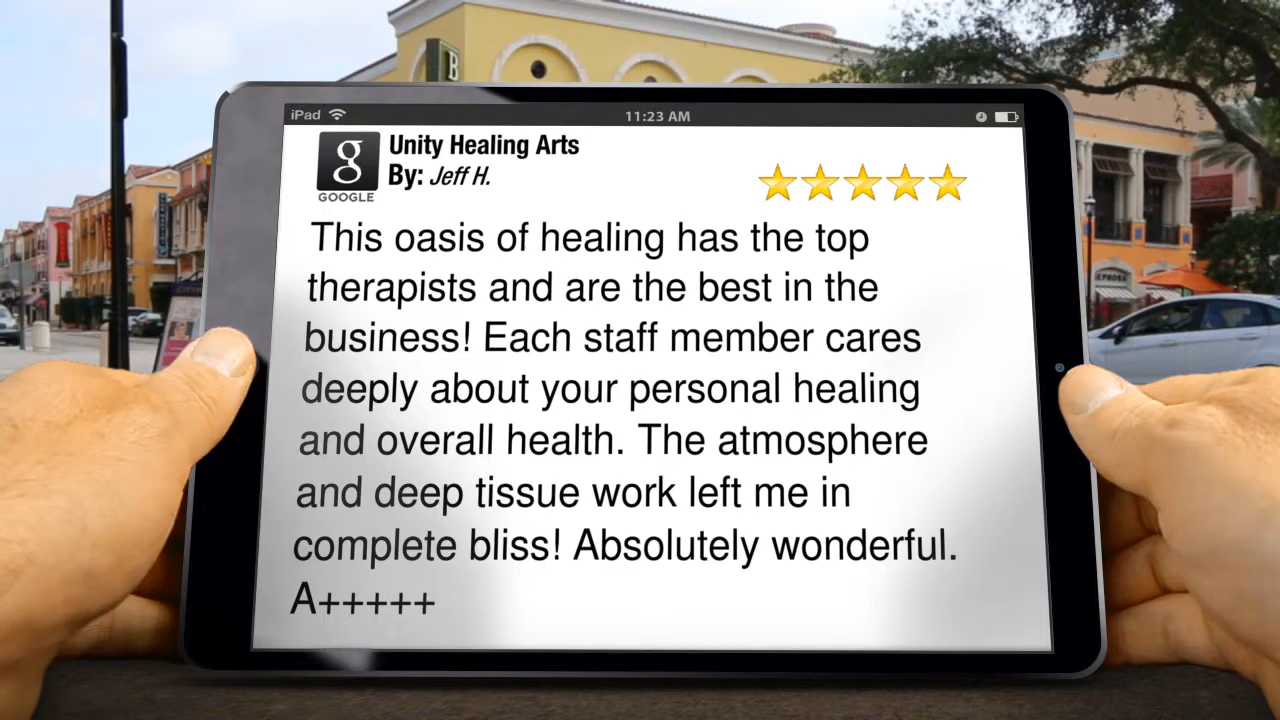 iPad 11:23 AM
g
GOOGLE
Unity Healing Arts
By: Jeff H.
This oasis of healing has the top
therapists and are the best in the
business! Each staff member cares
deeply about your personal healing
and overall health. The atmosphere
and deep tissue work left me in
complete bliss! Absolutely wonderful.
A+++++
B
SEPHORA